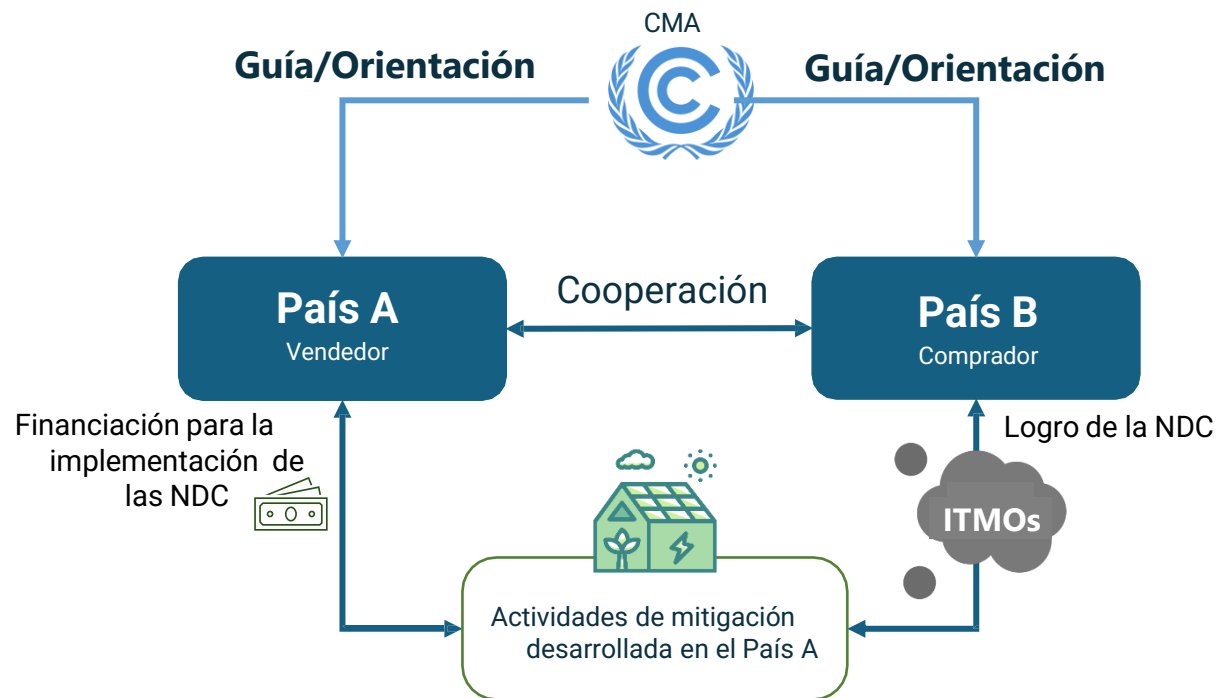 CMA
Guía/Orientación
Guía/Orientación
País A
Vendedor
Cooperación
País B
Comprador
Financiación para la
implementación de
las NDC
Logro de la NDC
ITMOs
Actividades de mitigación
desarrollada en el País A